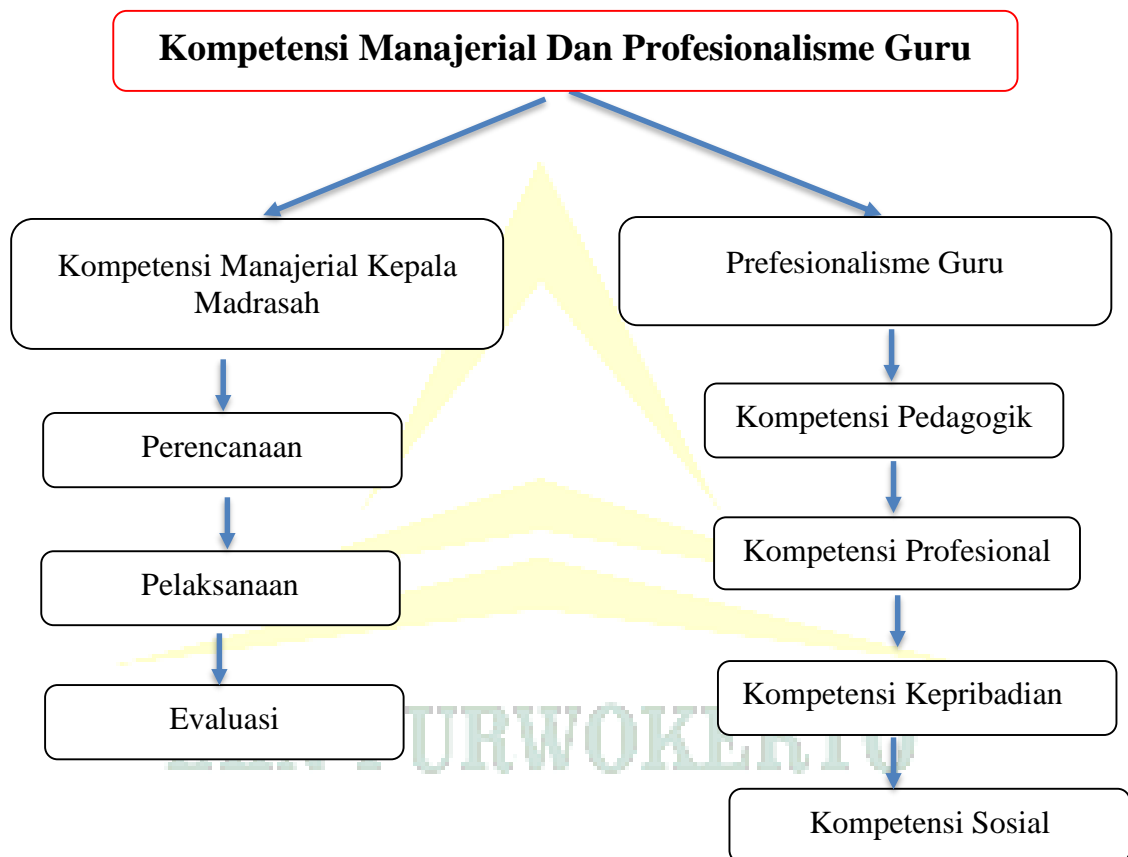 Kompetensi Manajerial Dan Profesionalisme Guru
Kompetensi Manajerial Kepala
Madrasah
Perencanaan
Pelaksanaan
Evaluasi
Prefesionalisme Guru
Kompetensi Pedagogik
Kompetensi Profesional
Kompetensi Kepribadian
Kompetensi Sosial
PURWOKERTO